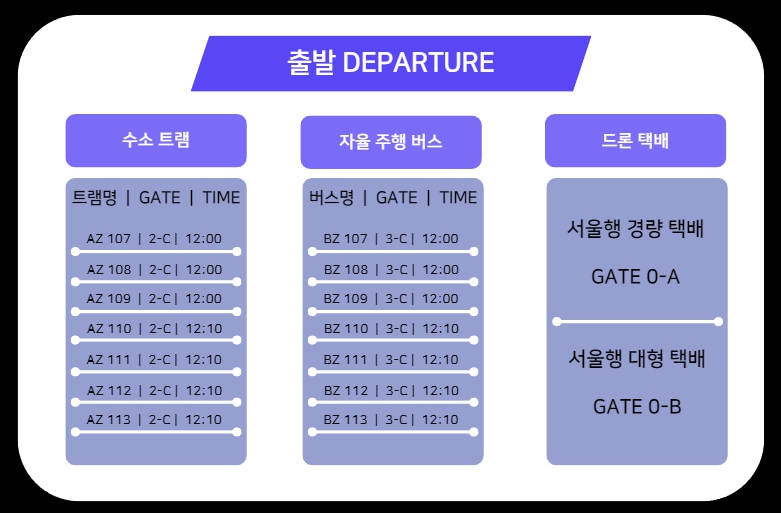 출발 DEPARTURE
수소 트램
트램명 | GATE | TIME
AZ 107 | 2-C | 12:00
AZ 108 | 2-C | 12:00
AZ 109 | 2-C | 12:00
AZ 110 | 2-C | 12:10
AZ 111 | 2-C | 12:10
AZ 112 | 2-C | 12:10
AZ 113 | 2-C | 12:10
자율 주행 버스
버스명 | GATE | TIME
BZ 107 | 3-C | 12:00
BZ 108 | 3-C | 12:00
BZ 109 | 3-C | 12:00
BZ 110 | 3-C | 12:10
BZ 111 | 3-C | 12:10
BZ 112 | 3-C | 12:10
BZ 113 | 3-C | 12:10
드론 택배
서울행 경량 택배
GATE 0-A
서울행 대형 택배
GATE 0-B